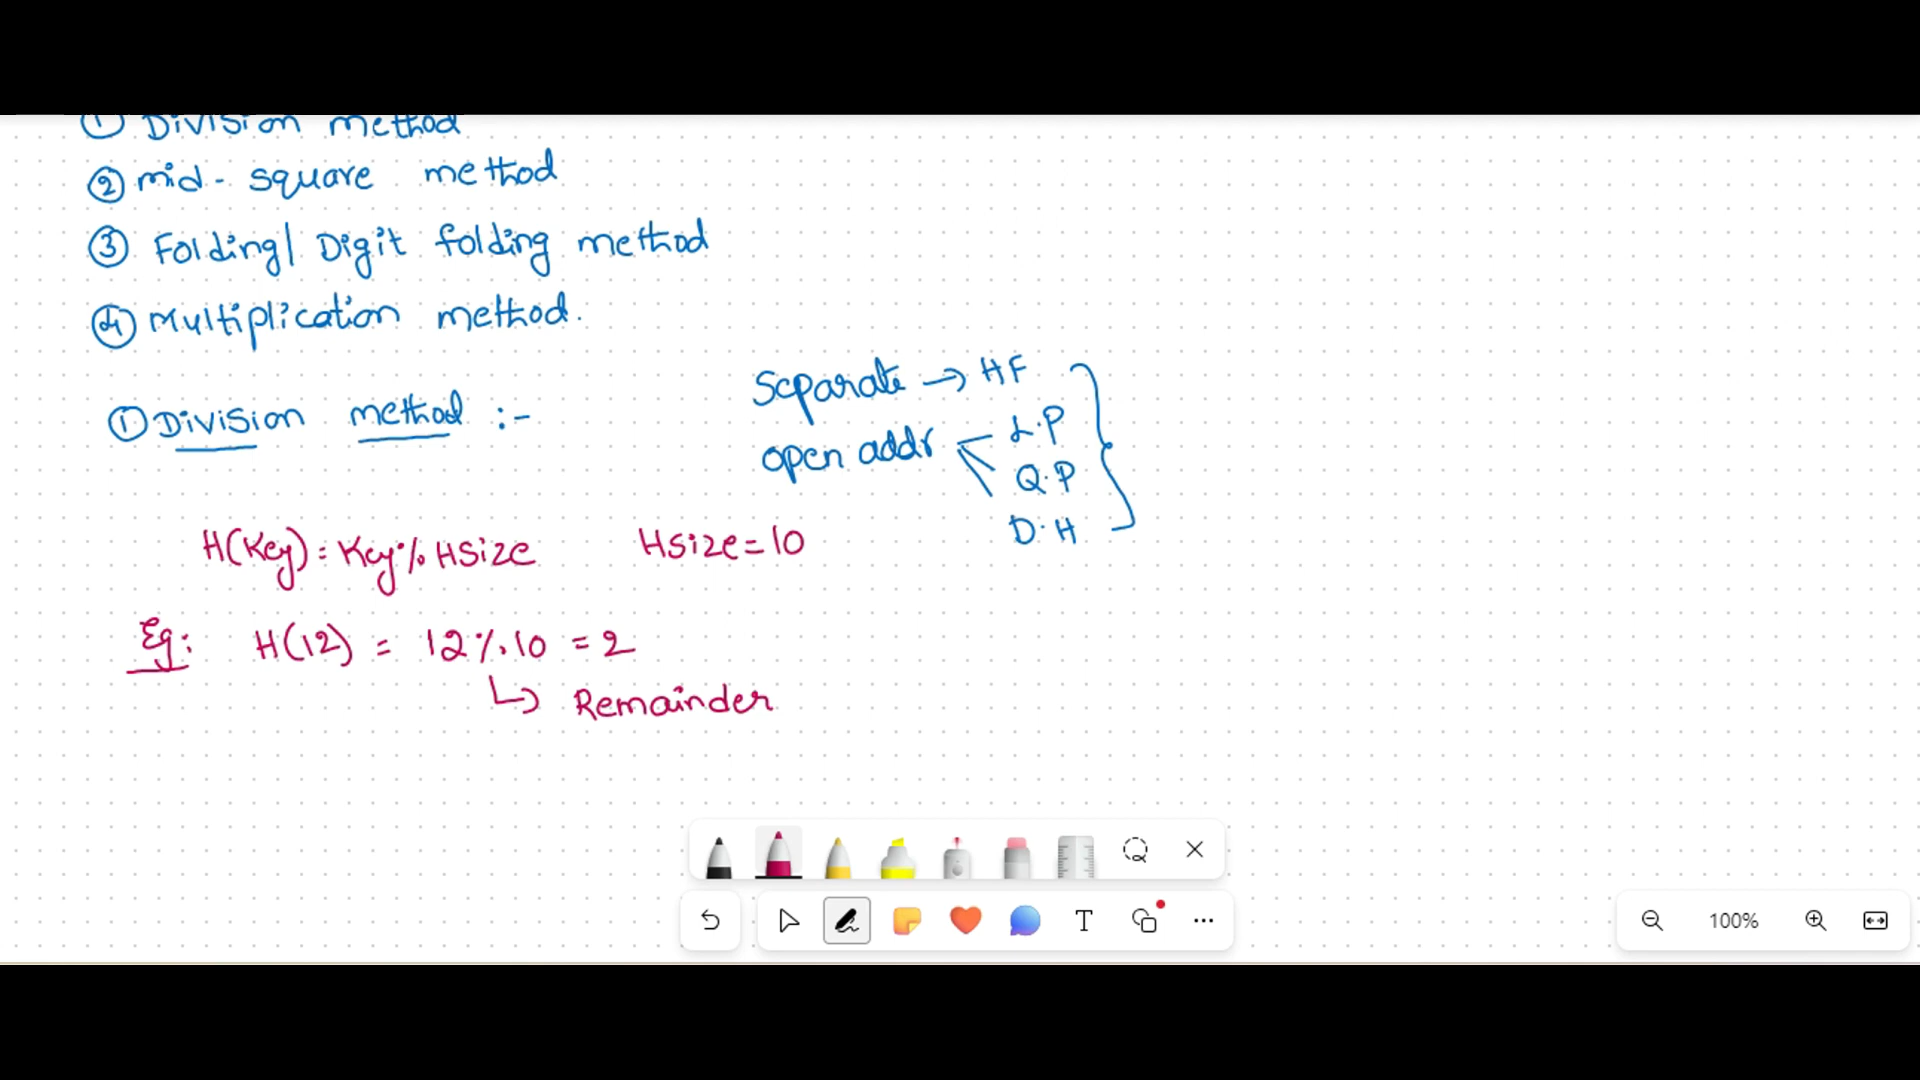 ① Division method
② mid-square method
③ Folding/ Digit folding method
④ Multiplication method.
① Division method :-
Separate → HF
open addr L.P
Q.P
D.H
H(Key) = Key % HSize Hsize = 10
Eg: H(12) = 12 % 10 = 2
↳ Remainder
T
100%